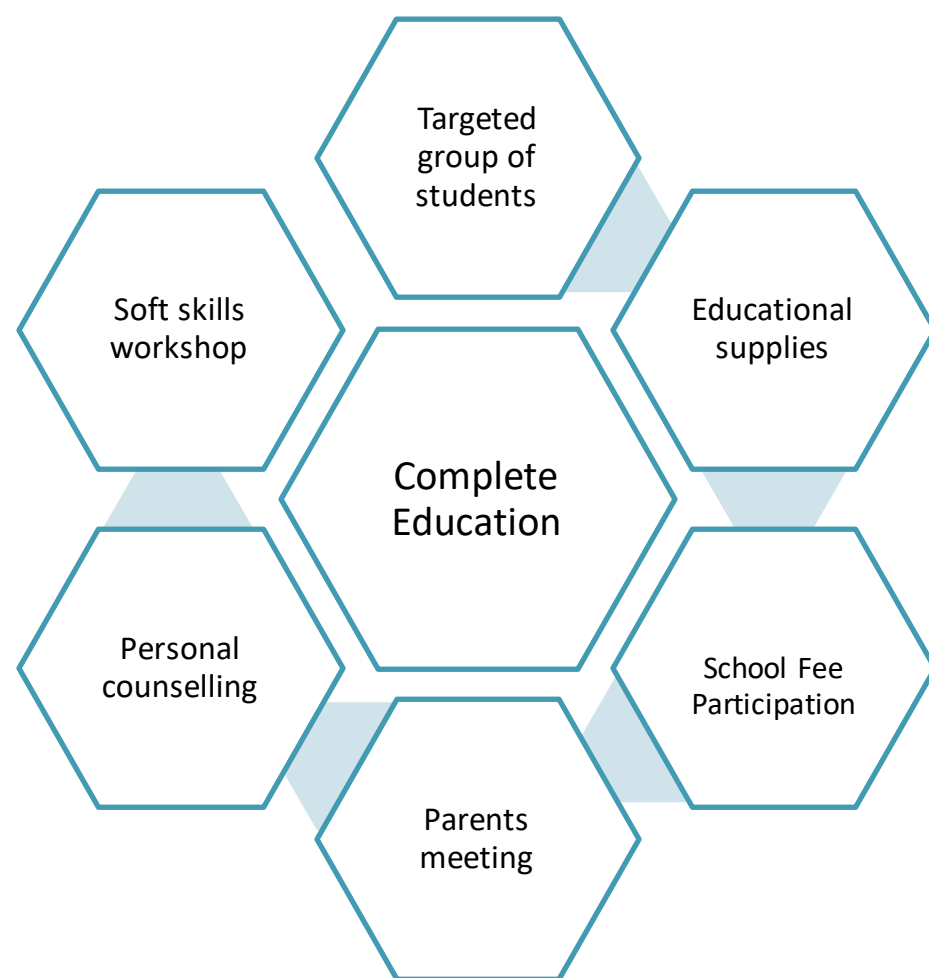 Targeted
group of
students
Educational
supplies
School Fee
Participation
Parents
meeting
Personal
counselling
Soft skills
workshop
Complete
Education